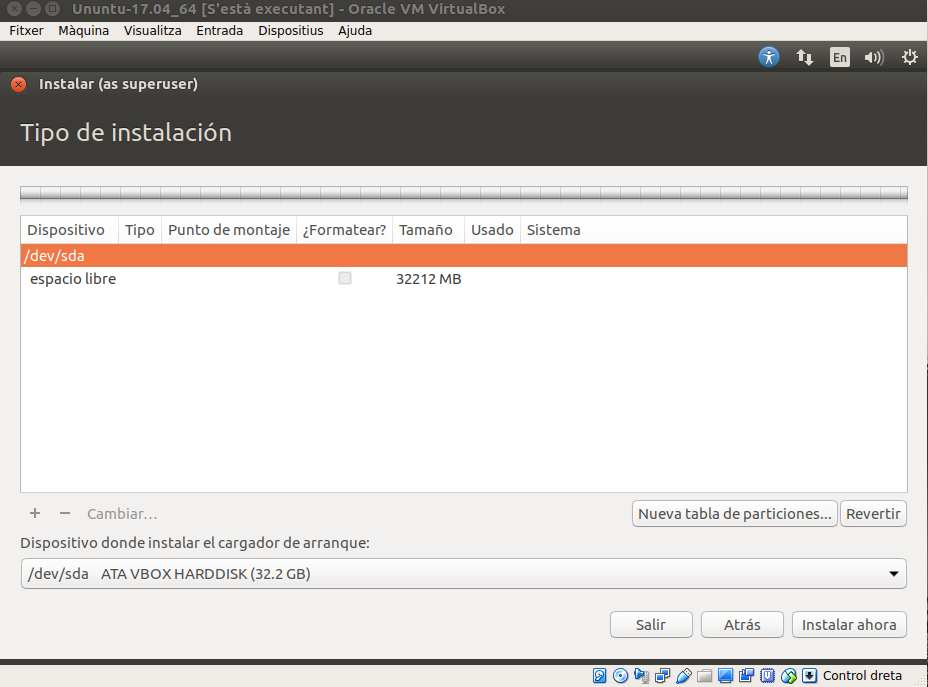 Ununtu-17.04_64 [S'està executant] - Oracle VM VirtualBox
Fitxer Màquina Visualitza Entrada Dispositius Ajuda
En
Instalar (as superuser)
Tipo de instalación
Dispositivo Tipo Punto de montaje ¿Formatear? Tamaño Usado Sistema
/dev/sda
espacio libre 32212 MB
+ − Cambiar... Nueva tabla de particiones... Revertir
Dispositivo donde instalar el cargador de arranque:
/dev/sda ATA VBOX HARDDISK (32.2 GB)
Salir Atrás Instalar ahora
Control dreta